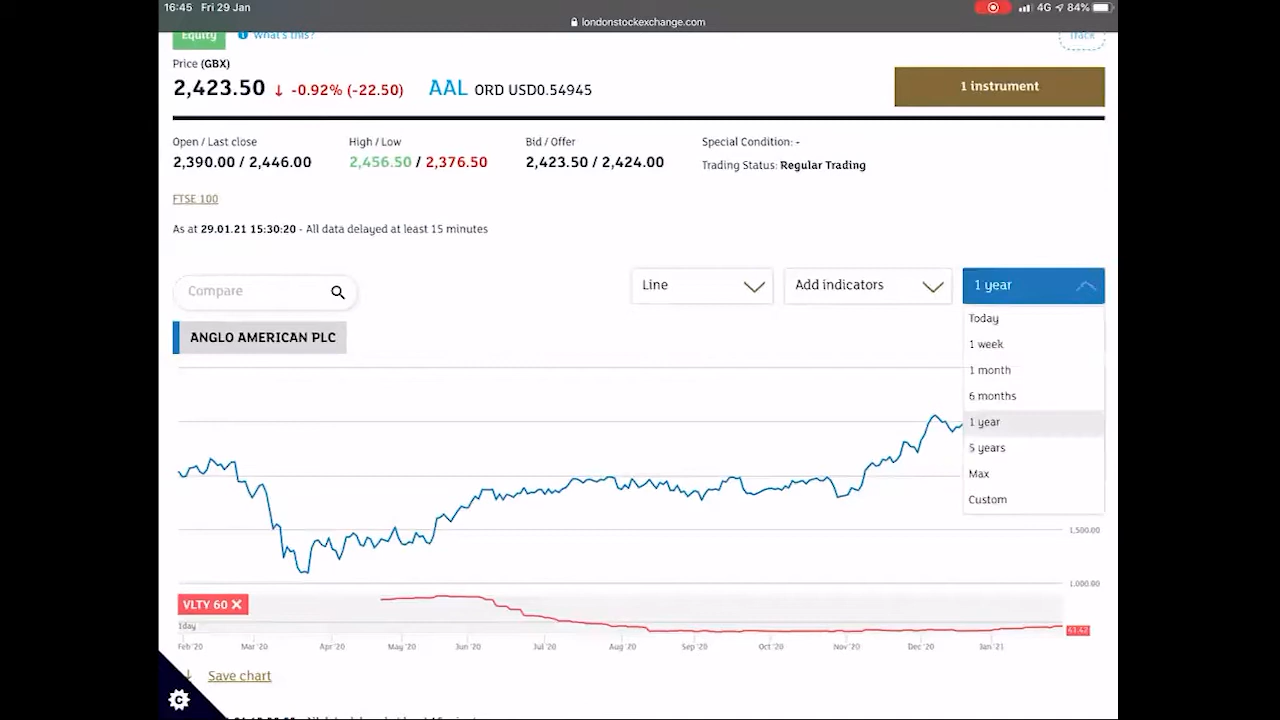 16:45 Fri 29 Jan
4G 84%
londonstockexchange.com
Equity What's this?
Track
Price (GBX)
2,423.50 ↓ -0.92% (-22.50) AAL ORD USD0.54945
1 instrument
Open / Last close High / Low Bid / Offer Special Condition: -
2,390.00 / 2,446.00 2,456.50 / 2,376.50 2,423.50 / 2,424.00 Trading Status: Regular Trading
FTSE 100
As at 29.01.21 15:30:20 - All data delayed at least 15 minutes
Compare Line Add indicators 1 year
Today
ANGLO AMERICAN PLC
1 week
1 month
6 months
1 year
5 years
Max
Custom
1,500.00
1,000.00
VLTY 60 X
1day
61.42
Feb '20 Mar '20 Apr '20 May '20 Jun '20 Jul '20 Aug '20 Sep '20 Oct '20 Nov '20 Dec '20 Jan '21
Save chart